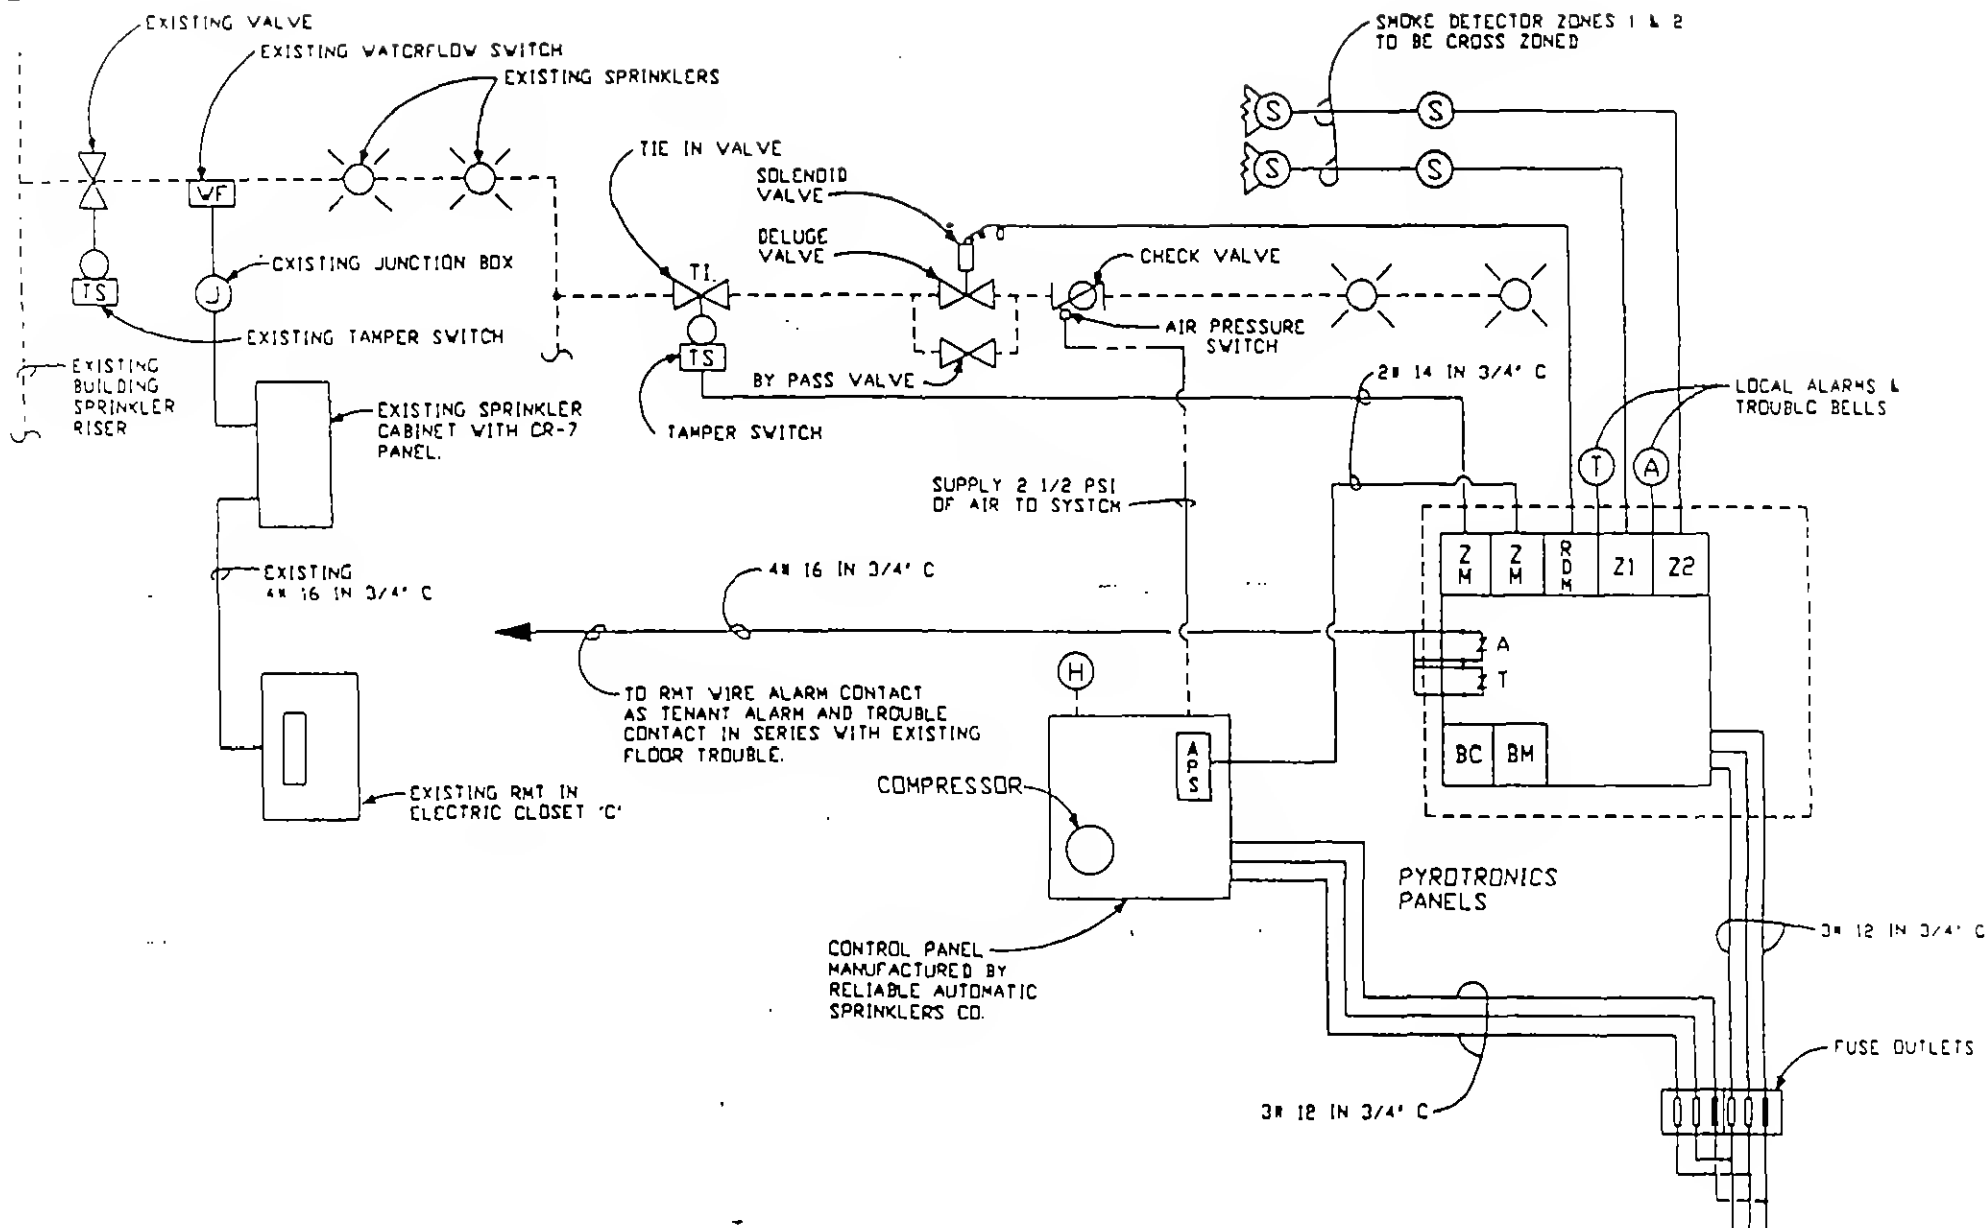 EXISTING VALVE
EXISTING WATERFLOW SWITCH
EXISTING SPRINKLERS
SMOKE DETECTOR ZONES 1 & 2
TO BE CROSS ZONED
S
S
S
S
TIE IN VALVE
SOLENOID
VALVE
DELUGE
VALVE
CHECK VALVE
WF
T.I.
EXISTING JUNCTION BOX
TS
J
EXISTING TAMPER SWITCH
AIR PRESSURE
SWITCH
TS
BY PASS VALVE
2# 14 IN 3/4" C
EXISTING
BUILDING
SPRINKLER
RISER
EXISTING SPRINKLER
CABINET WITH CR-7
PANEL.
TAMPER SWITCH
LOCAL ALARMS &
TROUBLE BELLS
T
A
SUPPLY 2 1/2 PSI
OF AIR TO SYSTEM
ZM
ZM
RDM
Z1
Z2
EXISTING
4# 16 IN 3/4" C
4# 16 IN 3/4" C
A
T
H
TO RMT WIRE ALARM CONTACT
AS TENANT ALARM AND TROUBLE
CONTACT IN SERIES WITH EXISTING
FLOOR TROUBLE.
APS
BC
BM
COMPRESSOR
EXISTING RMT IN
ELECTRIC CLOSET 'C'
PYROTRONICS
PANELS
3# 12 IN 3/4" C
CONTROL PANEL
MANUFACTURED BY
RELIABLE AUTOMATIC
SPRINKLERS CO.
FUSE OUTLETS
3# 12 IN 3/4" C